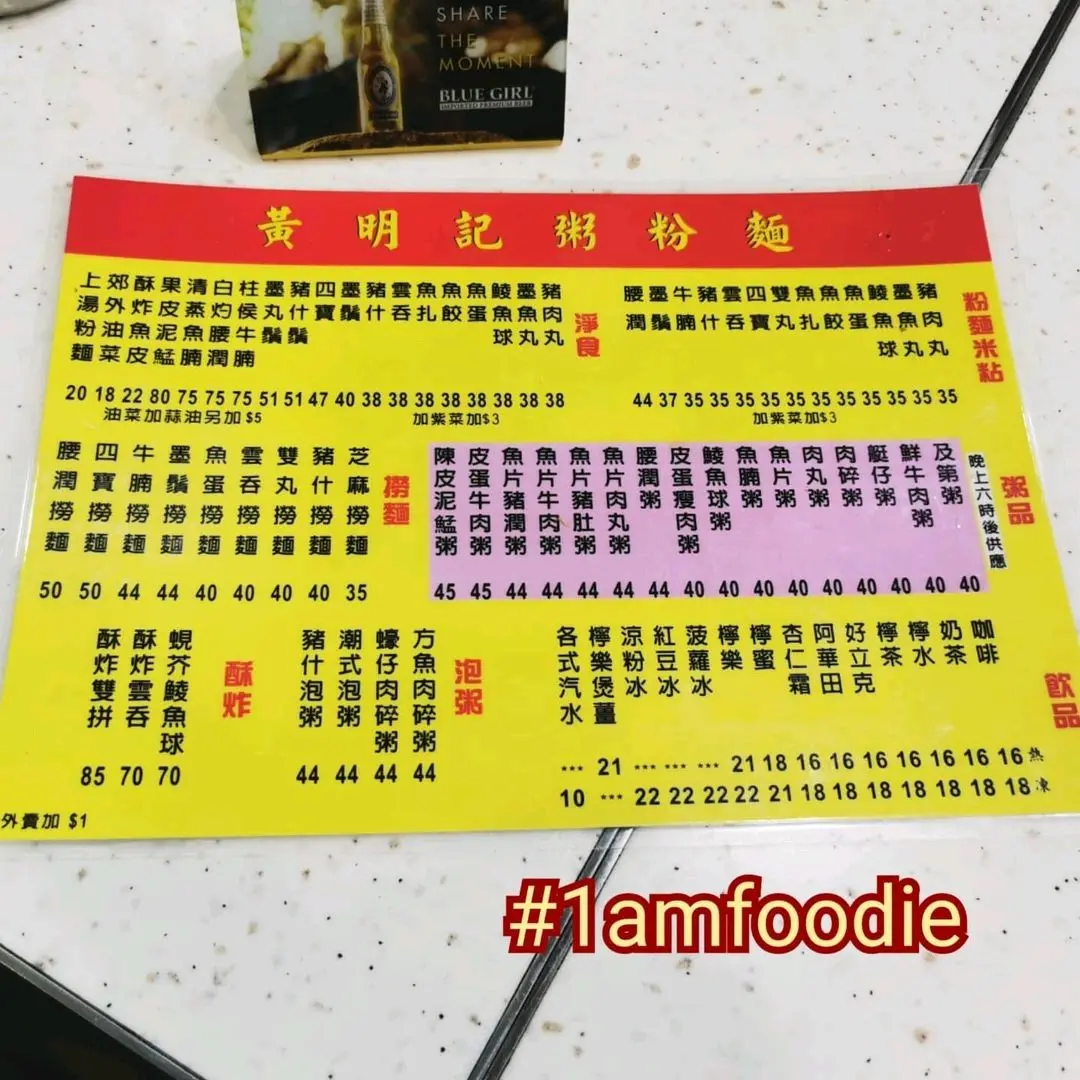 SHARE
THE
MOMENT
BLUE GIRL
IMPORTED PREMIUM BEER
黃明記粥粉麵
粉麵米粘
豬肉丸
墨魚丸
鯪魚球
魚蛋
魚餃
魚扎
雙丸
四寶
雲吞
豬什
牛腩
墨鬚
腰潤
44 37 35 35 35 35 35 35 35 35 35 35 35
加紫菜加$3
淨食
豬肉丸
墨魚丸
鯪魚球
魚蛋
魚餃
魚扎
雲吞
豬什
墨鬚
四寶
豬什鬚
墨丸鬚
柱侯牛腩
白灼腰潤
清蒸魚腩
果皮泥鯭
酥炸魚皮
郊外油菜
上湯粉麵
20 18 22 80 75 75 75 51 51 47 40 38 38 38 38 38 38 38 38
油菜加蒜油另加$5
加紫菜加$3
粥品
晚上六時後供應
及第粥
鮮牛肉粥
艇仔粥
肉碎粥
肉丸粥
魚片粥
魚腩粥
鯪魚球粥
皮蛋瘦肉粥
腰潤粥
魚片肉丸粥
魚片豬肚粥
魚片牛肉粥
魚片豬潤粥
皮蛋牛肉粥
陳皮泥鯭粥
45 45 44 44 44 44 44 40 40 40 40 40 40 40 40 40
撈麵
芝麻撈麵
豬什撈麵
雙丸撈麵
雲吞撈麵
魚蛋撈麵
墨鬚撈麵
牛腩撈麵
四寶撈麵
腰潤撈麵
50 50 44 44 40 40 40 40 35
飲品
咖啡
奶茶
檸水
檸茶
好立克
阿華田
杏仁霜
檸蜜
檸樂
菠蘿冰
紅豆冰
涼粉冰
檸樂煲薑
各式汽水
··· 21 ··· ··· ··· 21 18 16 16 16 16 16 16 16 熱
10 ··· 22 22 22 22 21 18 18 18 18 18 18 18 凍
泡粥
方魚肉碎粥
蠔仔肉碎粥
潮式泡粥
豬什泡粥
44 44 44 44
酥炸
蜆芥鯪魚球
酥炸雲吞
酥炸雙拼
85 70 70
外賣加 $1
#1amfoodie